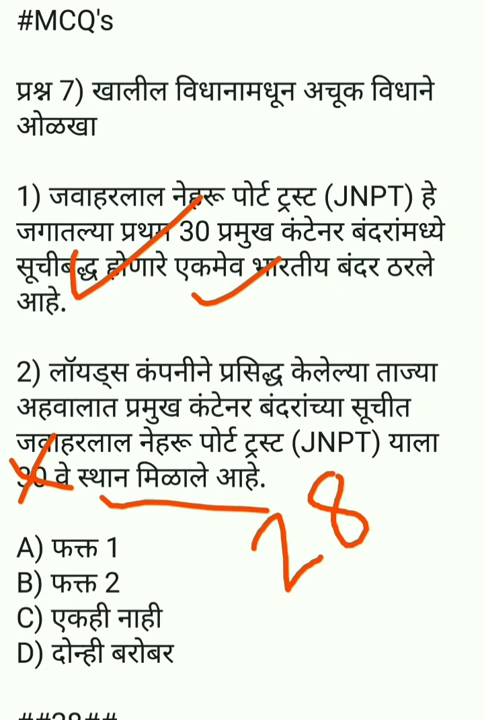 #MCQ's
प्रश्न 7) खालील विधानामधून अचूक विधाने
ओळखा
1) जवाहरलाल नेहरू पोर्ट ट्रस्ट (JNPT) हे
जगातल्या प्रथम 30 प्रमुख कंटेनर बंदरांमध्ये
सूचीबद्ध होणारे एकमेव भारतीय बंदर ठरले
आहे.
2) लॉयड्स कंपनीने प्रसिद्ध केलेल्या ताज्या
अहवालात प्रमुख कंटेनर बंदरांच्या सूचीत
जवाहरलाल नेहरू पोर्ट ट्रस्ट (JNPT) याला
30 वे स्थान मिळाले आहे.
28
A) फक्त 1
B) फक्त 2
C) एकही नाही
D) दोन्ही बरोबर